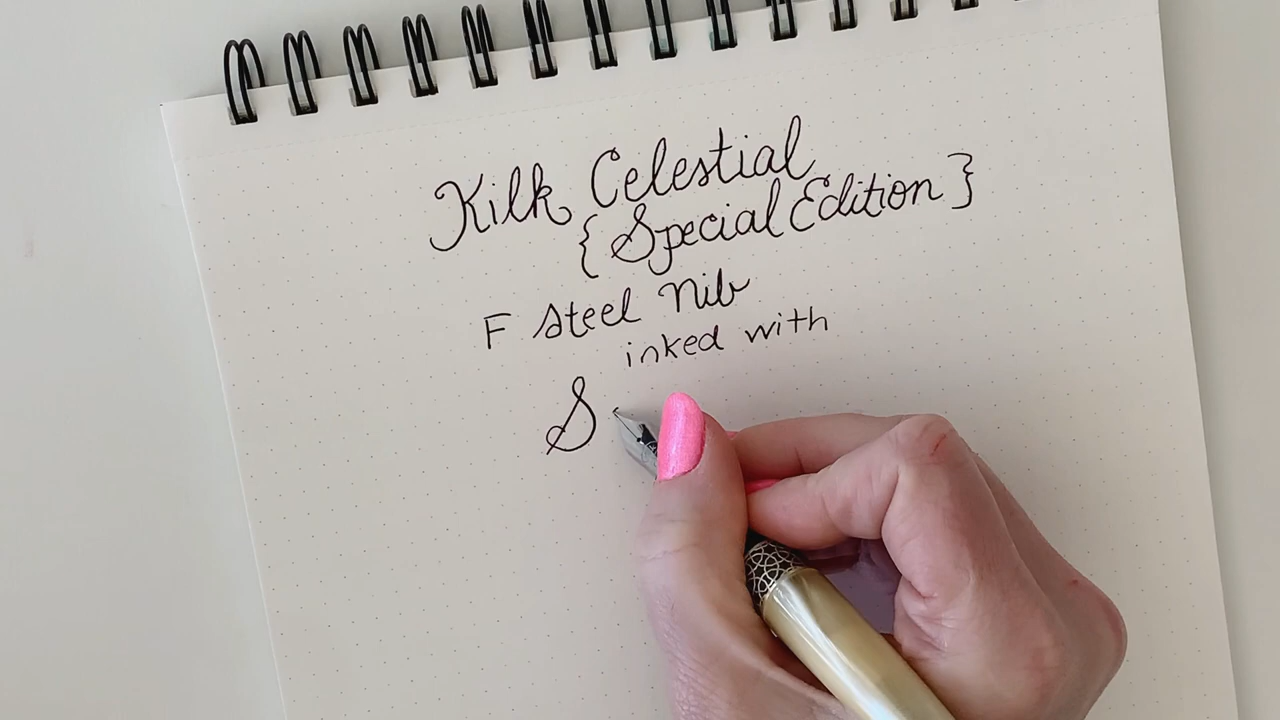 Kilk Celestial
{ Special Edition }
F steel nib
inked with
S